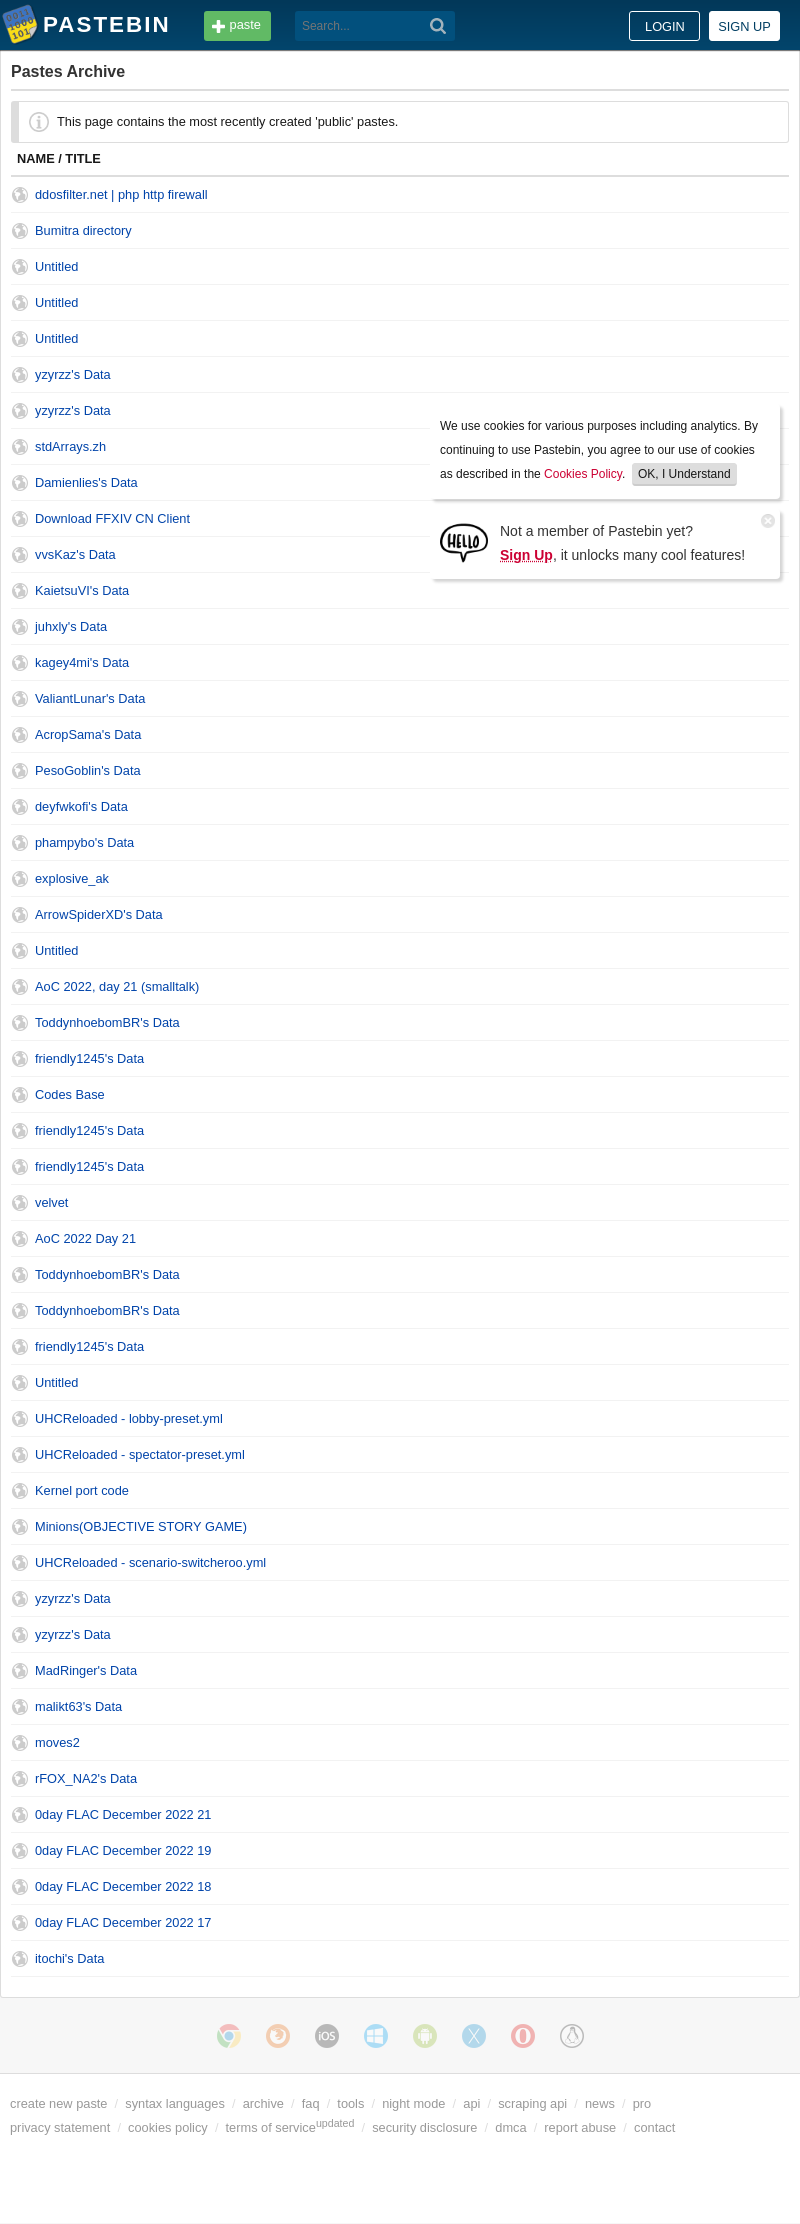 PASTEBIN paste Search... LOGIN SIGN UP
Pastes Archive
This page contains the most recently created 'public' pastes.
NAME / TITLE
ddosfilter.net | php http firewall
Bumitra directory
Untitled
Untitled
Untitled
yzyrzz's Data
yzyrzz's Data
stdArrays.zh
Damienlies's Data
Download FFXIV CN Client
vvsKaz's Data
KaietsuVI's Data
juhxly's Data
kagey4mi's Data
ValiantLunar's Data
AcropSama's Data
PesoGoblin's Data
deyfwkofi's Data
phampybo's Data
explosive_ak
ArrowSpiderXD's Data
Untitled
AoC 2022, day 21 (smalltalk)
ToddynhoebomBR's Data
friendly1245's Data
Codes Base
friendly1245's Data
friendly1245's Data
velvet
AoC 2022 Day 21
ToddynhoebomBR's Data
ToddynhoebomBR's Data
friendly1245's Data
Untitled
UHCReloaded - lobby-preset.yml
UHCReloaded - spectator-preset.yml
Kernel port code
Minions(OBJECTIVE STORY GAME)
UHCReloaded - scenario-switcheroo.yml
yzyrzz's Data
yzyrzz's Data
MadRinger's Data
malikt63's Data
moves2
rFOX_NA2's Data
0day FLAC December 2022 21
0day FLAC December 2022 19
0day FLAC December 2022 18
0day FLAC December 2022 17
itochi's Data
We use cookies for various purposes including analytics. By
continuing to use Pastebin, you agree to our use of cookies
as described in the Cookies Policy. OK, I Understand
HELLO
Not a member of Pastebin yet?
Sign Up, it unlocks many cool features!
iOS
create new paste / syntax languages / archive / faq / tools / night mode / api / scraping api / news / pro
privacy statement / cookies policy / terms of service updated / security disclosure / dmca / report abuse / contact